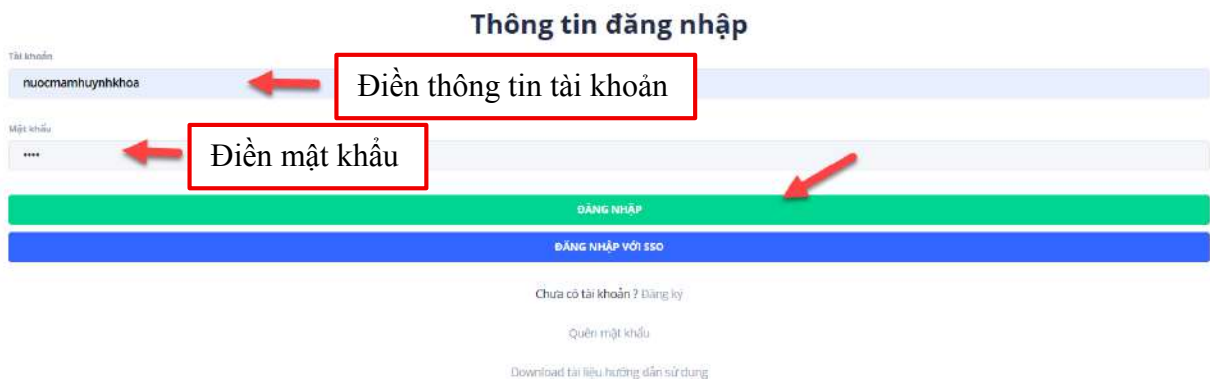 Thông tin đăng nhập
Tài khoản
nuocmamhuynhkhoa
Điền thông tin tài khoản
Mật khẩu
••••
Điền mật khẩu
ĐĂNG NHẬP
ĐĂNG NHẬP VỚI SSO
Chưa có tài khoản ? Đăng ký
Quên mật khẩu
Download tài liệu hướng dẫn sử dụng